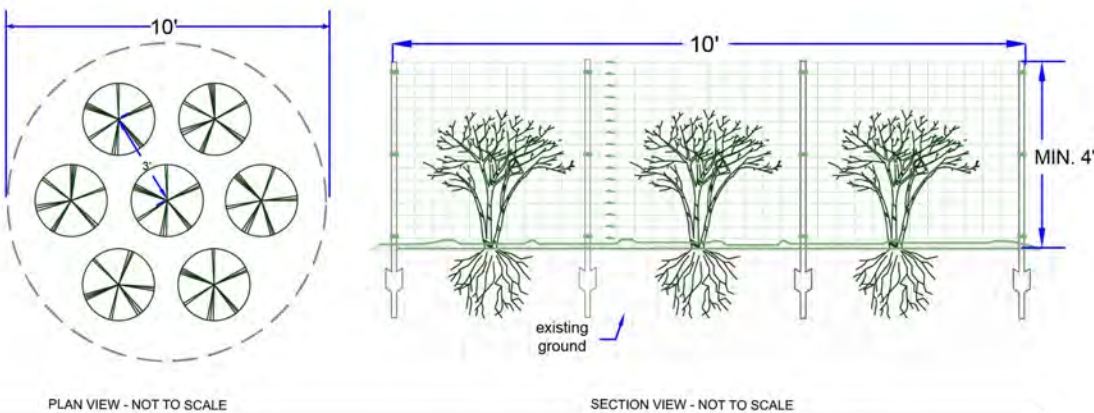 10'
10'
3'
MIN. 4'
existing
ground
PLAN VIEW - NOT TO SCALE
SECTION VIEW - NOT TO SCALE